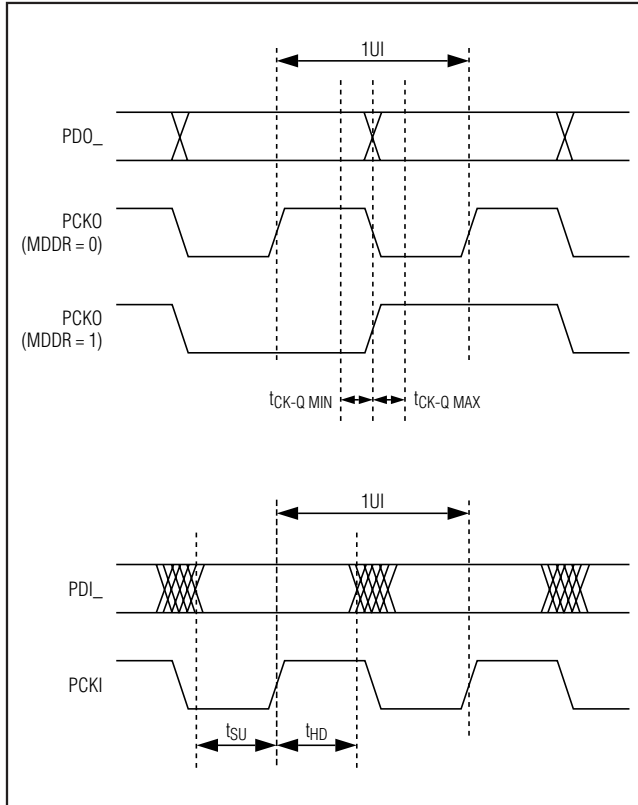 1UI
PDO_
PCKO
(MDDR = 0)
PCKO
(MDDR = 1)
tCK-Q MIN
tCK-Q MAX
1UI
PDI_
PCKI
tSU
tHD